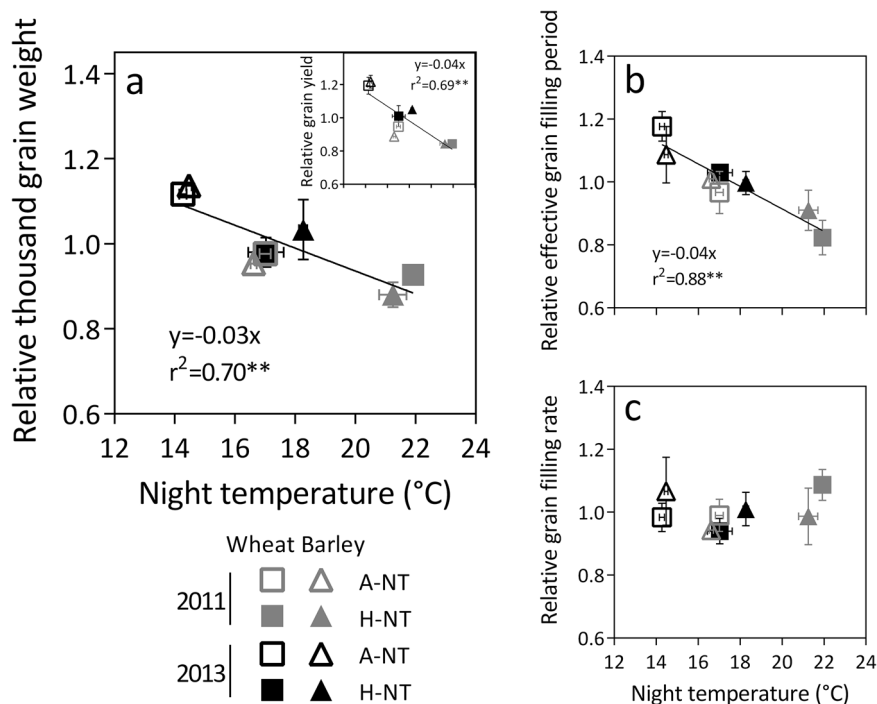 Relative thousand grain weight
a
1.4
1.2
1.0
0.8
0.6
12 14 16 18 20 22 24
Night temperature (°C)
y=-0.03x
r²=0.70**
Relative grain yield
1.2
1.0
0.8
0.6
y=-0.04x
r²=0.69**
Relative effective grain filling period
b
1.4
1.2
1.0
0.8
0.6
y=-0.04x
r²=0.88**
Relative grain filling rate
c
1.4
1.2
1.0
0.8
0.6
12 14 16 18 20 22 24
Night temperature (°C)
Wheat Barley
2011
A-NT
H-NT
2013
A-NT
H-NT